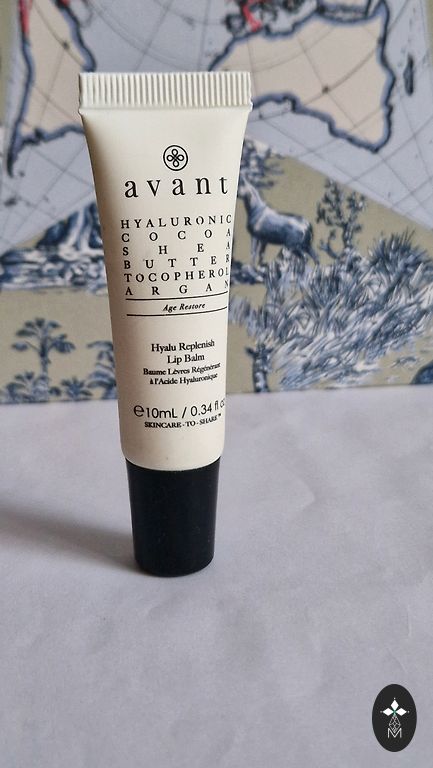 avant
HYALURONIC
COCOA
SHEA
BUTTER
TOCOPHEROL
ARGAN
Age Restore
Hyalu Replenish
Lip Balm
Baume Lèvres Régénérant
à l'Acide Hyaluronique
℮10mL / 0.34 fl oz
SKINCARE-TO-SHARE™
M